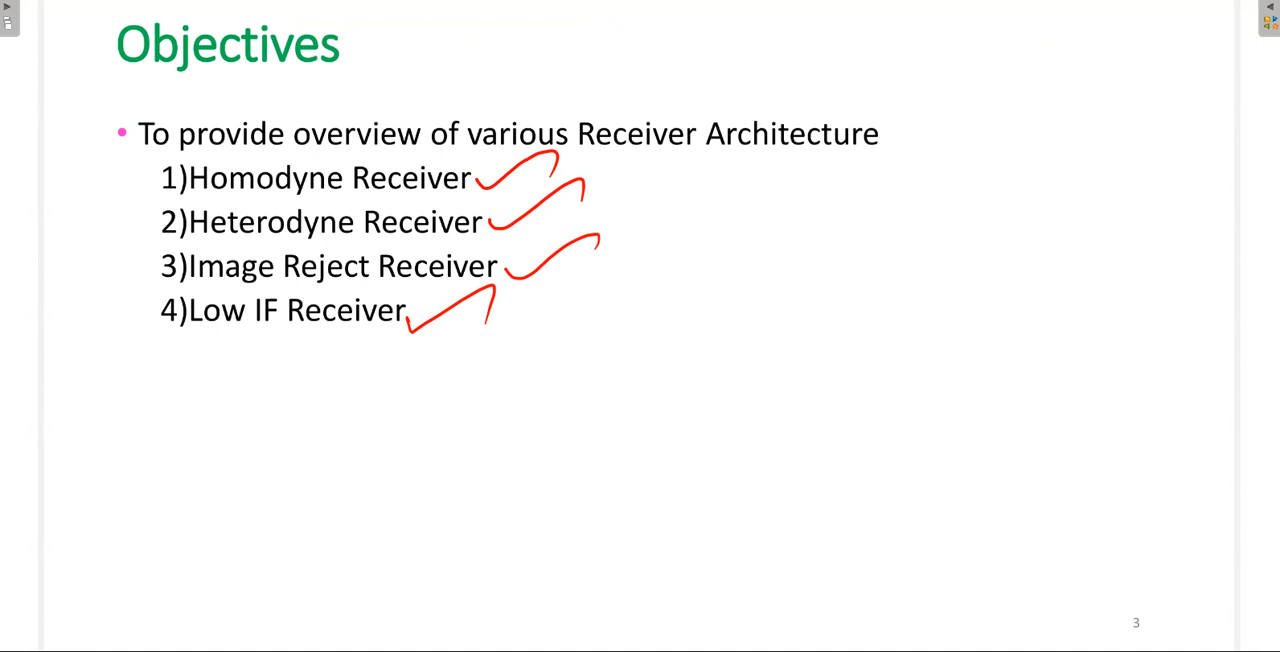 Objectives
• To provide overview of various Receiver Architecture
1)Homodyne Receiver
2)Heterodyne Receiver
3)Image Reject Receiver
4)Low IF Receiver
3